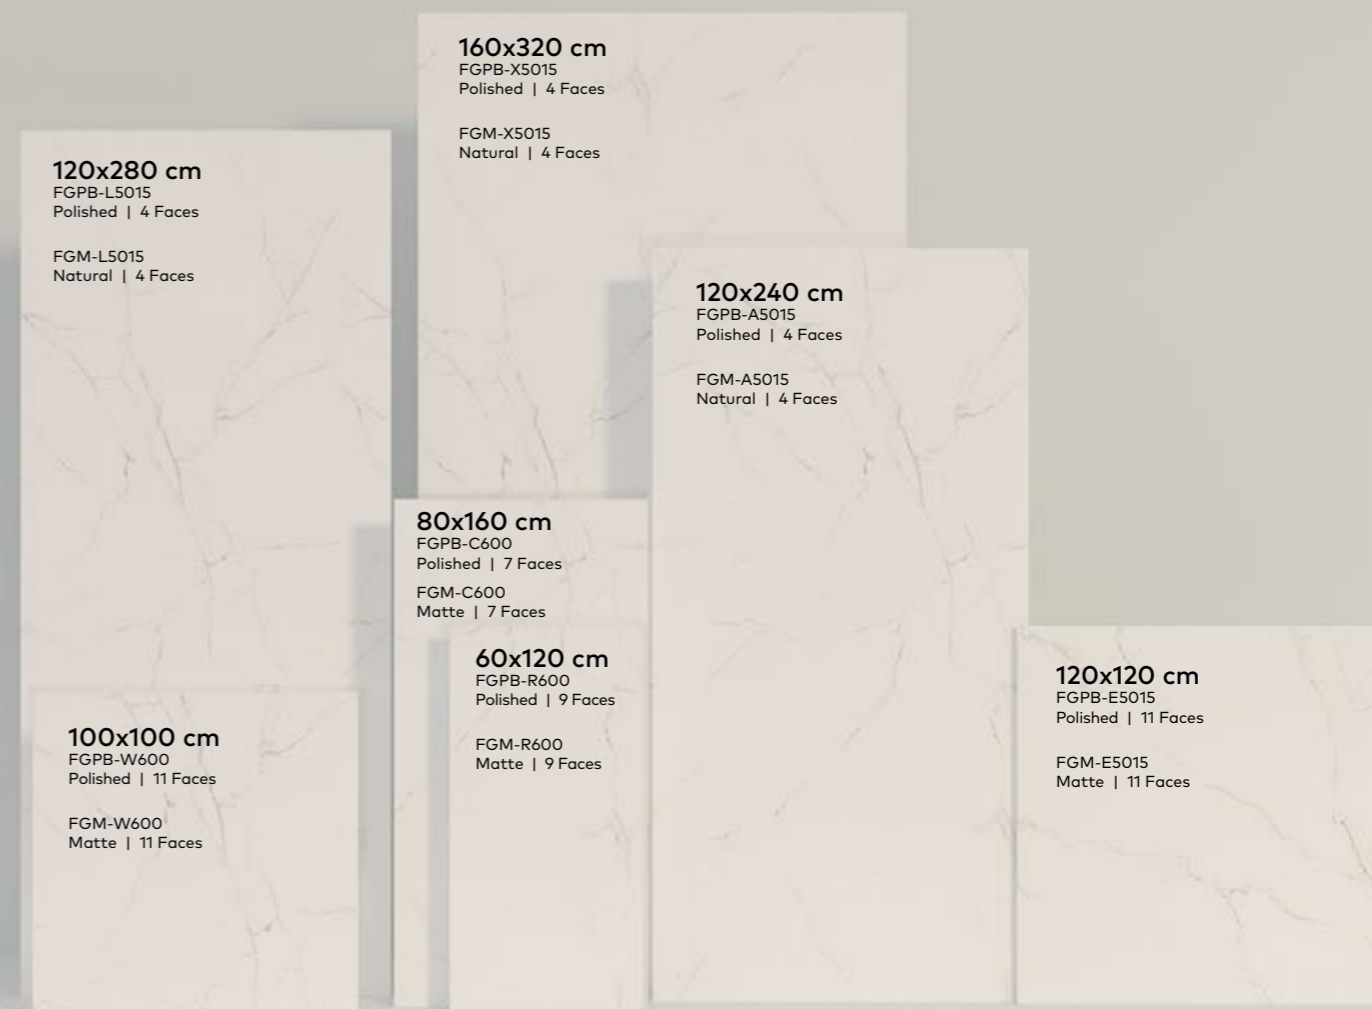 160x320 cm
FGPB-X5015
Polished | 4 Faces
FGM-X5015
Natural | 4 Faces
120x280 cm
FGPB-L5015
Polished | 4 Faces
FGM-L5015
Natural | 4 Faces
120x240 cm
FGPB-A5015
Polished | 4 Faces
FGM-A5015
Natural | 4 Faces
80x160 cm
FGPB-C600
Polished | 7 Faces
FGM-C600
Matte | 7 Faces
60x120 cm
FGPB-R600
Polished | 9 Faces
FGM-R600
Matte | 9 Faces
120x120 cm
FGPB-E5015
Polished | 11 Faces
FGM-E5015
Matte | 11 Faces
100x100 cm
FGPB-W600
Polished | 11 Faces
FGM-W600
Matte | 11 Faces